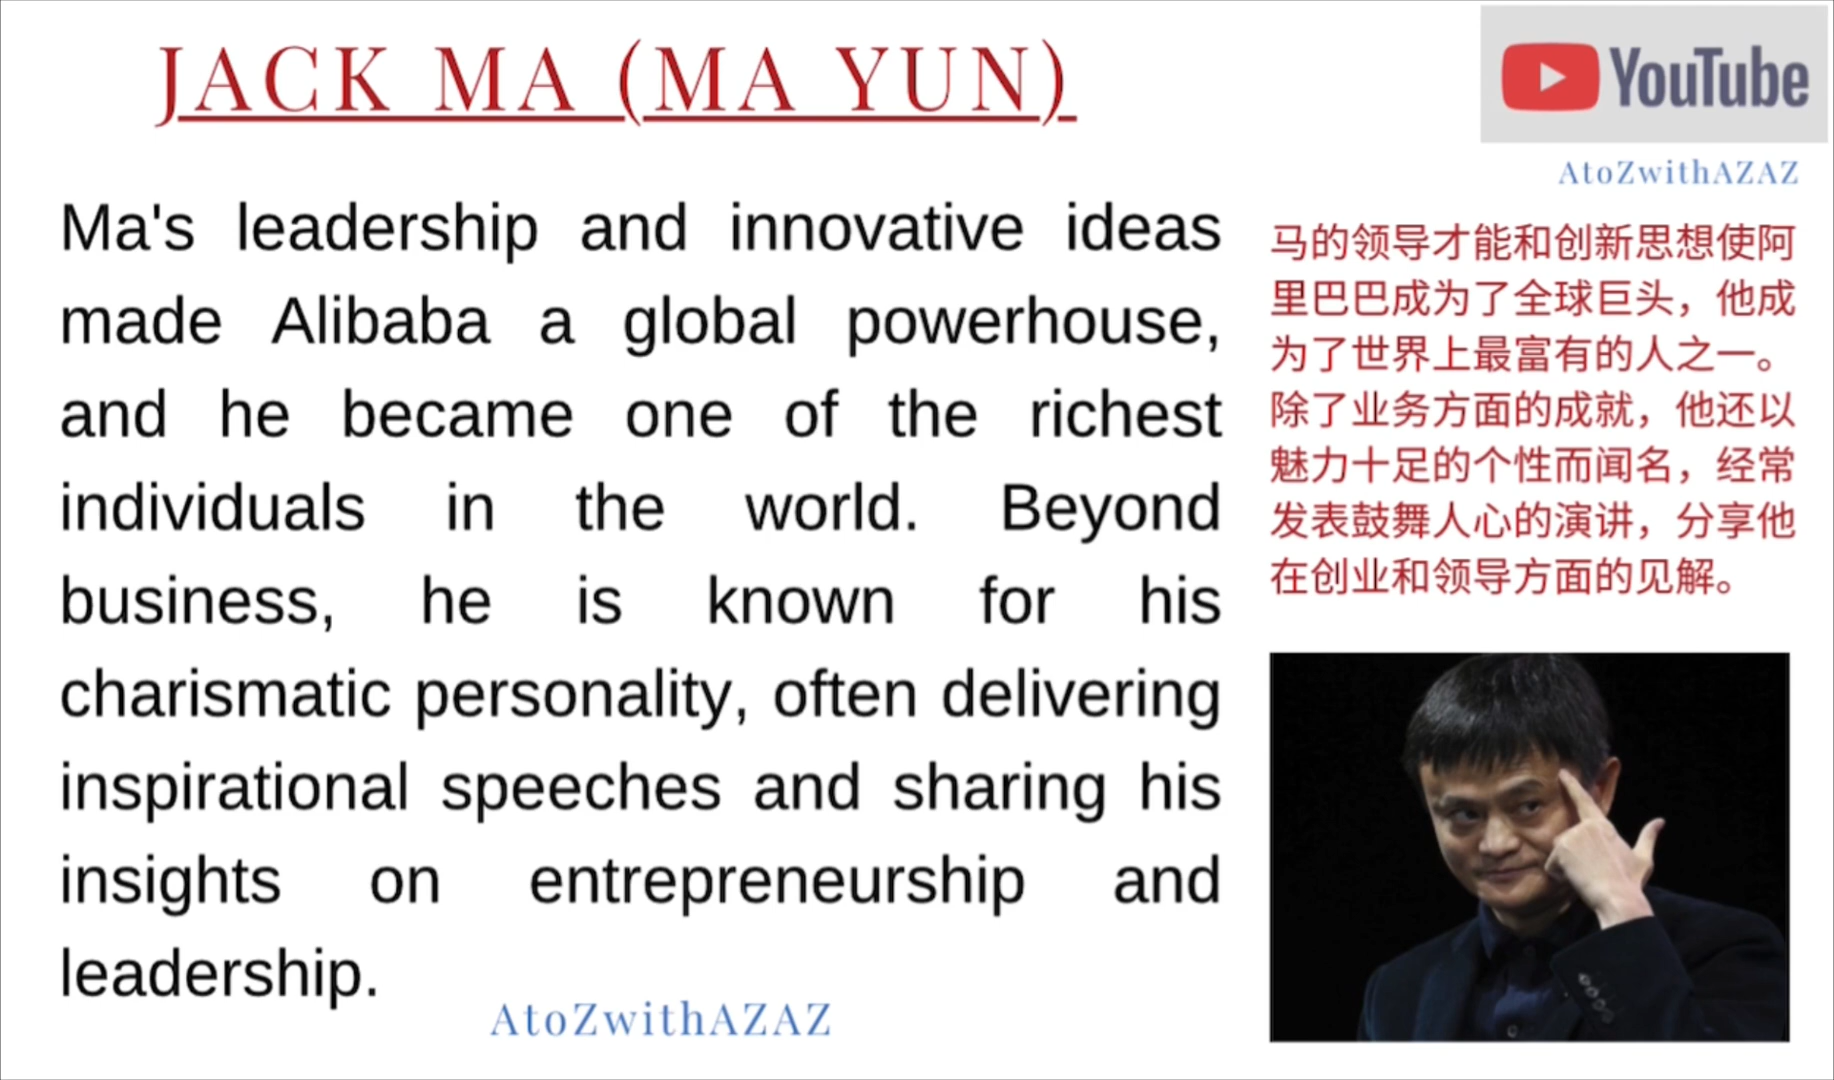 JACK MA (MA YUN)
YouTube
AtoZwithAZAZ
Ma's leadership and innovative ideas
made Alibaba a global powerhouse,
and he became one of the richest
individuals in the world. Beyond
business, he is known for his
charismatic personality, often delivering
inspirational speeches and sharing his
insights on entrepreneurship and
leadership.
马的领导才能和创新思想使阿
里巴巴成为了全球巨头，他成
为了世界上最富有的人之一。
除了业务方面的成就，他还以
魅力十足的个性而闻名，经常
发表鼓舞人心的演讲，分享他
在创业和领导方面的见解。
AtoZwithAZAZ